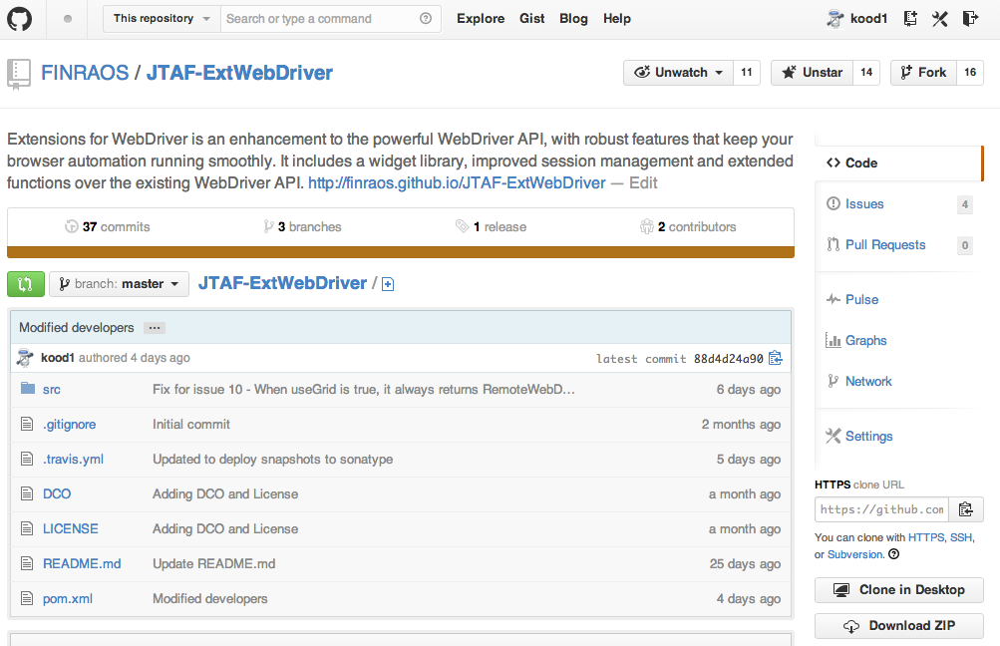 This repository
Search or type a command
Explore Gist Blog Help
kood1
FINRAOS / JTAF-ExtWebDriver
Unwatch 11
Unstar 14
Fork 16
Extensions for WebDriver is an enhancement to the powerful WebDriver API, with robust features that keep your
browser automation running smoothly. It includes a widget library, improved session management and extended
functions over the existing WebDriver API. http://finraos.github.io/JTAF-ExtWebDriver — Edit
37 commits
3 branches
1 release
2 contributors
branch: master
JTAF-ExtWebDriver /
Modified developers ...
kood1 authored 4 days ago
latest commit 88d4d24a90
src Fix for issue 10 - When useGrid is true, it always returns RemoteWebD… 6 days ago
.gitignore Initial commit 2 months ago
.travis.yml Updated to deploy snapshots to sonatype 5 days ago
DCO Adding DCO and License a month ago
LICENSE Adding DCO and License a month ago
README.md Update README.md 25 days ago
pom.xml Modified developers 4 days ago
Code
Issues 4
Pull Requests 0
Pulse
Graphs
Network
Settings
HTTPS clone URL
https://github.com
You can clone with HTTPS, SSH,
or Subversion.
Clone in Desktop
Download ZIP